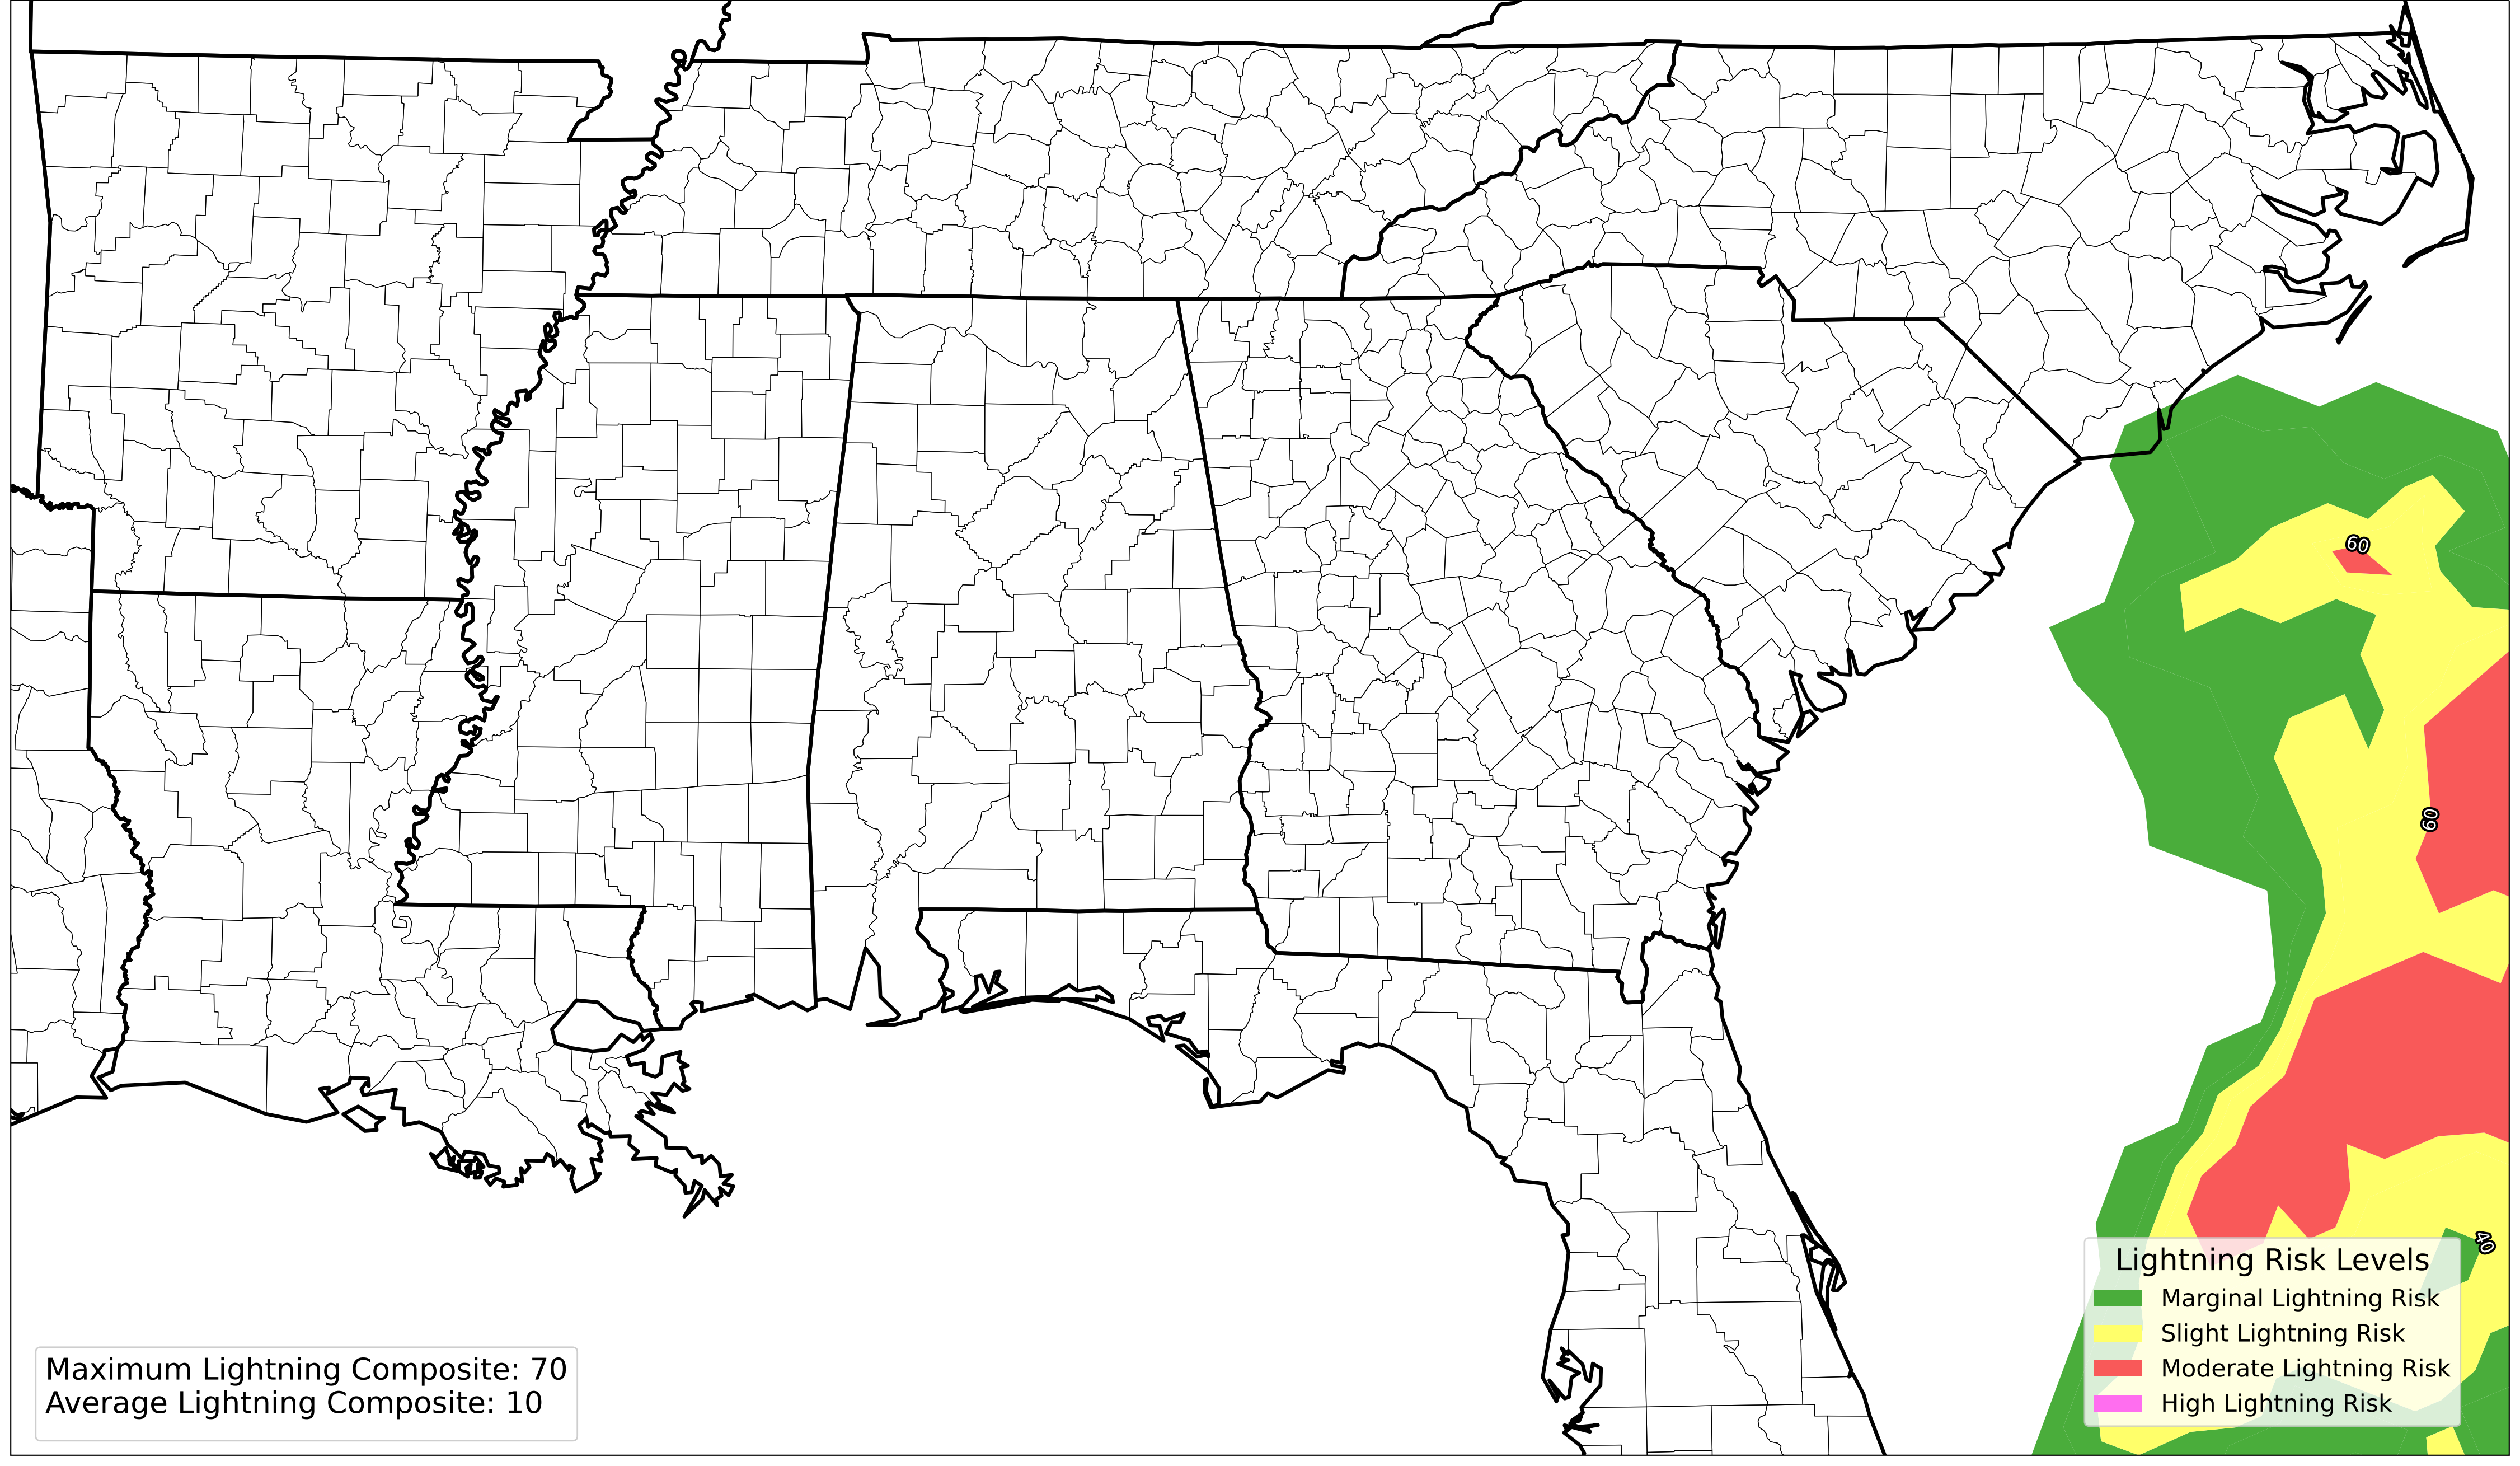 60
60
40
Lightning Risk Levels
Marginal Lightning Risk
Slight Lightning Risk
Moderate Lightning Risk
High Lightning Risk
Maximum Lightning Composite: 70
Average Lightning Composite: 10